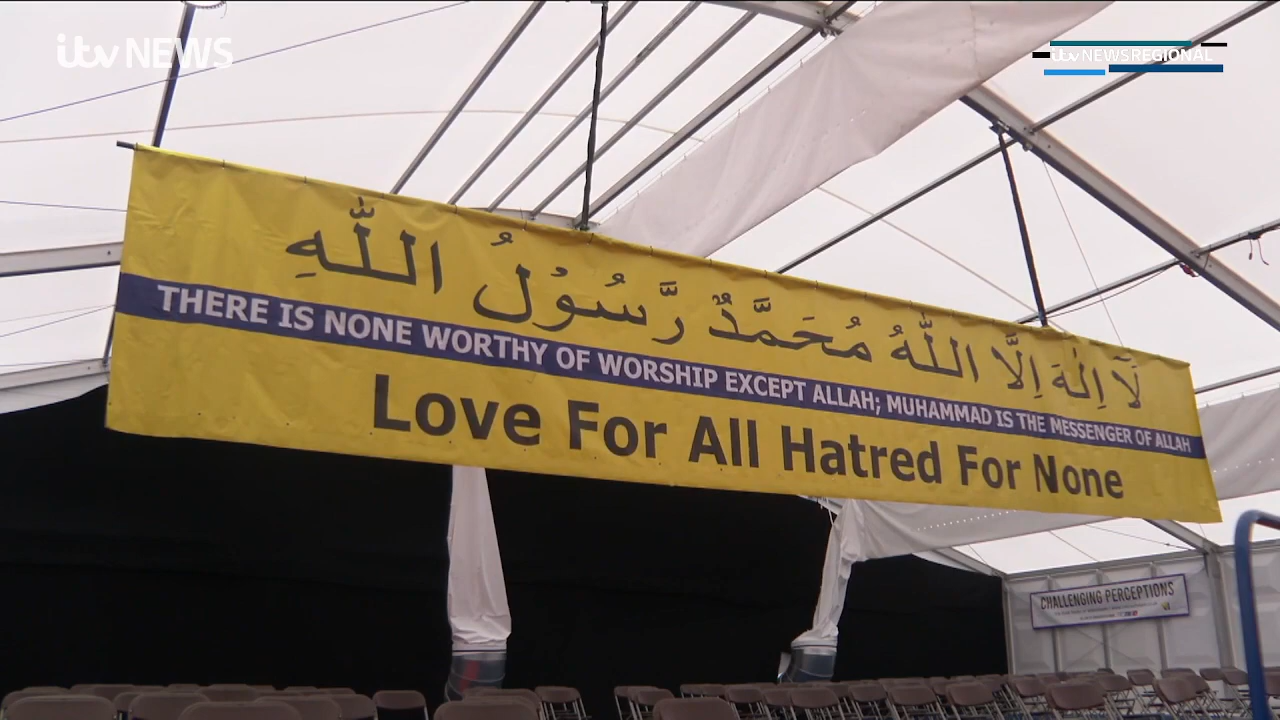 itv NEWS
itv NEWS REGIONAL
لَا اِلٰهَ اِلَّا اللّٰهُ مُحَمَّدٌ رَّسُوْلُ اللّٰهِ
THERE IS NONE WORTHY OF WORSHIP EXCEPT ALLAH; MUHAMMAD IS THE MESSENGER OF ALLAH
Love For All Hatred For None
CHALLENGING PERCEPTIONS